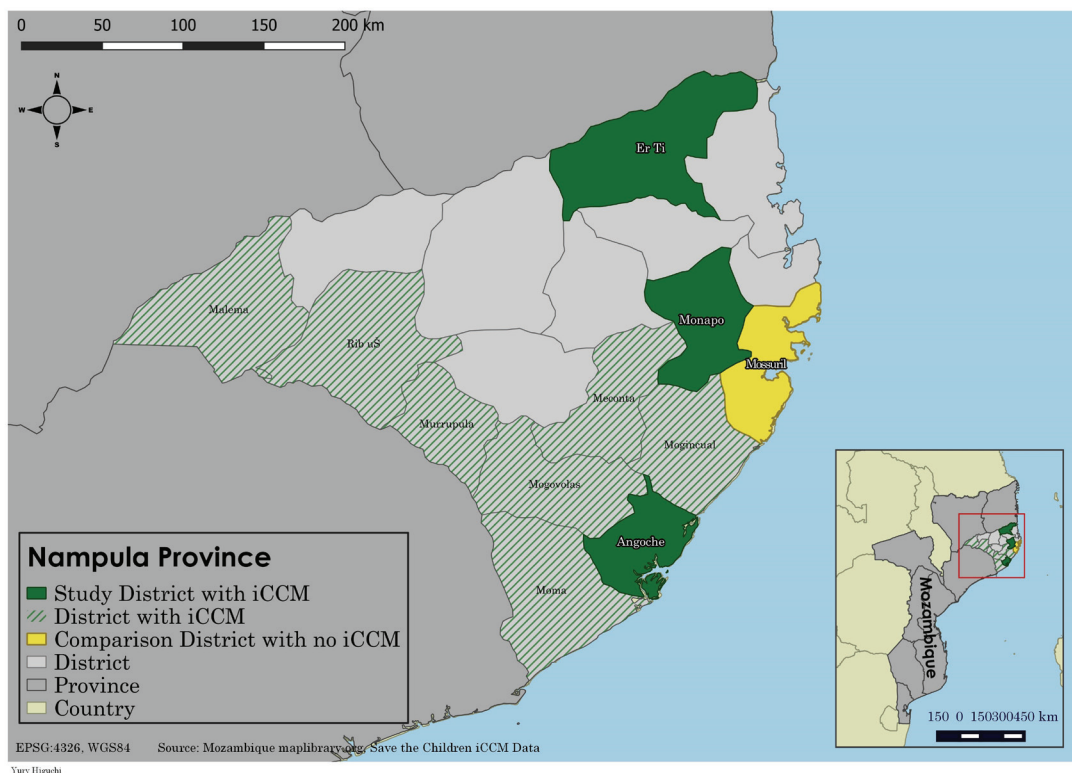 0 50 100 150 200 km
N
W E
S
Er Ti
Malema
Monapo
Rib uS
Mossuril
Meconta
Murrupula
Mogincual
Mogovolas
Angoche
Moma
Nampula Province
Study District with iCCM
District with iCCM
Comparison District with no iCCM
District
Province
Country
Mozambique
150 0 150300450 km
EPSG:4326, WGS84 Source: Mozambique maplibrary.org, Save the Children iCCM Data
Yury Higuchi